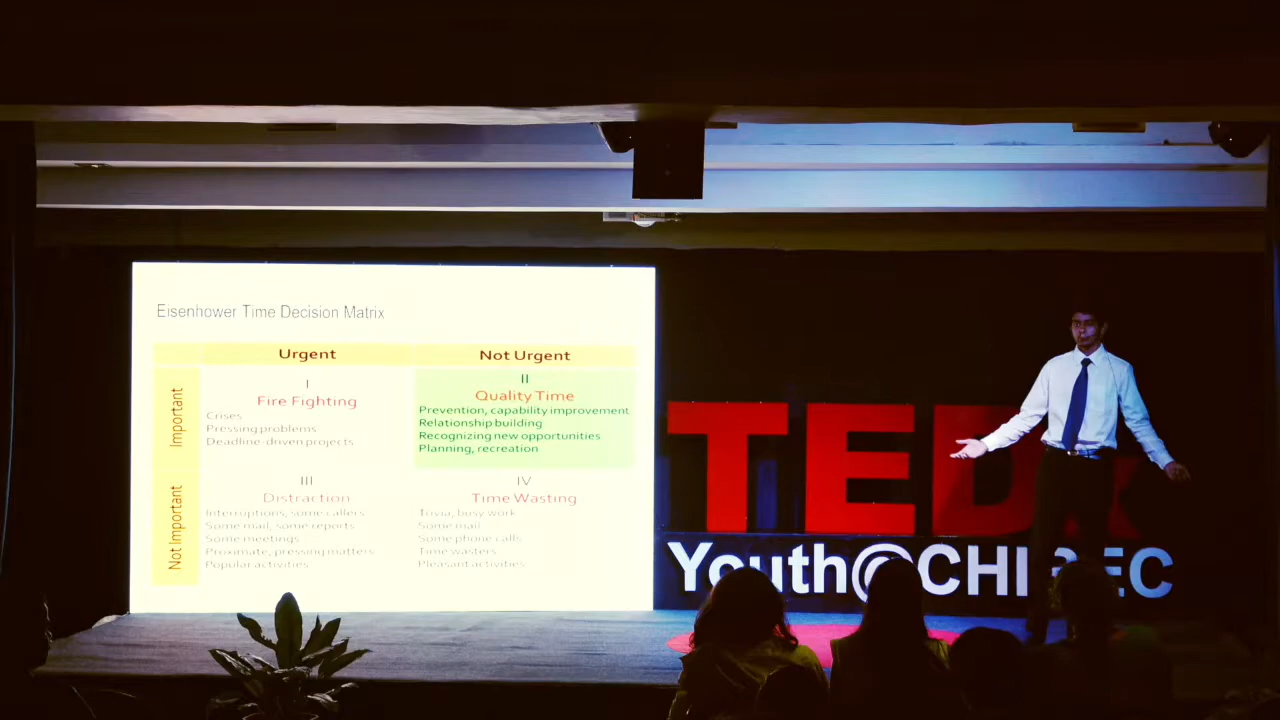 Eisenhower Time Decision Matrix
Urgent
Not Urgent
Important
I
Fire Fighting
Crises
Pressing problems
Deadline-driven projects
II
Quality Time
Prevention, capability improvement
Relationship building
Recognizing new opportunities
Planning, recreation
Not Important
III
Distraction
Interruptions, some callers
Some mail, some reports
Some meetings
Proximate, pressing matters
Popular activities
IV
Time Wasting
Trivia, busy work
Some mail
Some phone calls
Time wasters
Pleasant activities
TEDx
Youth@CHIREC